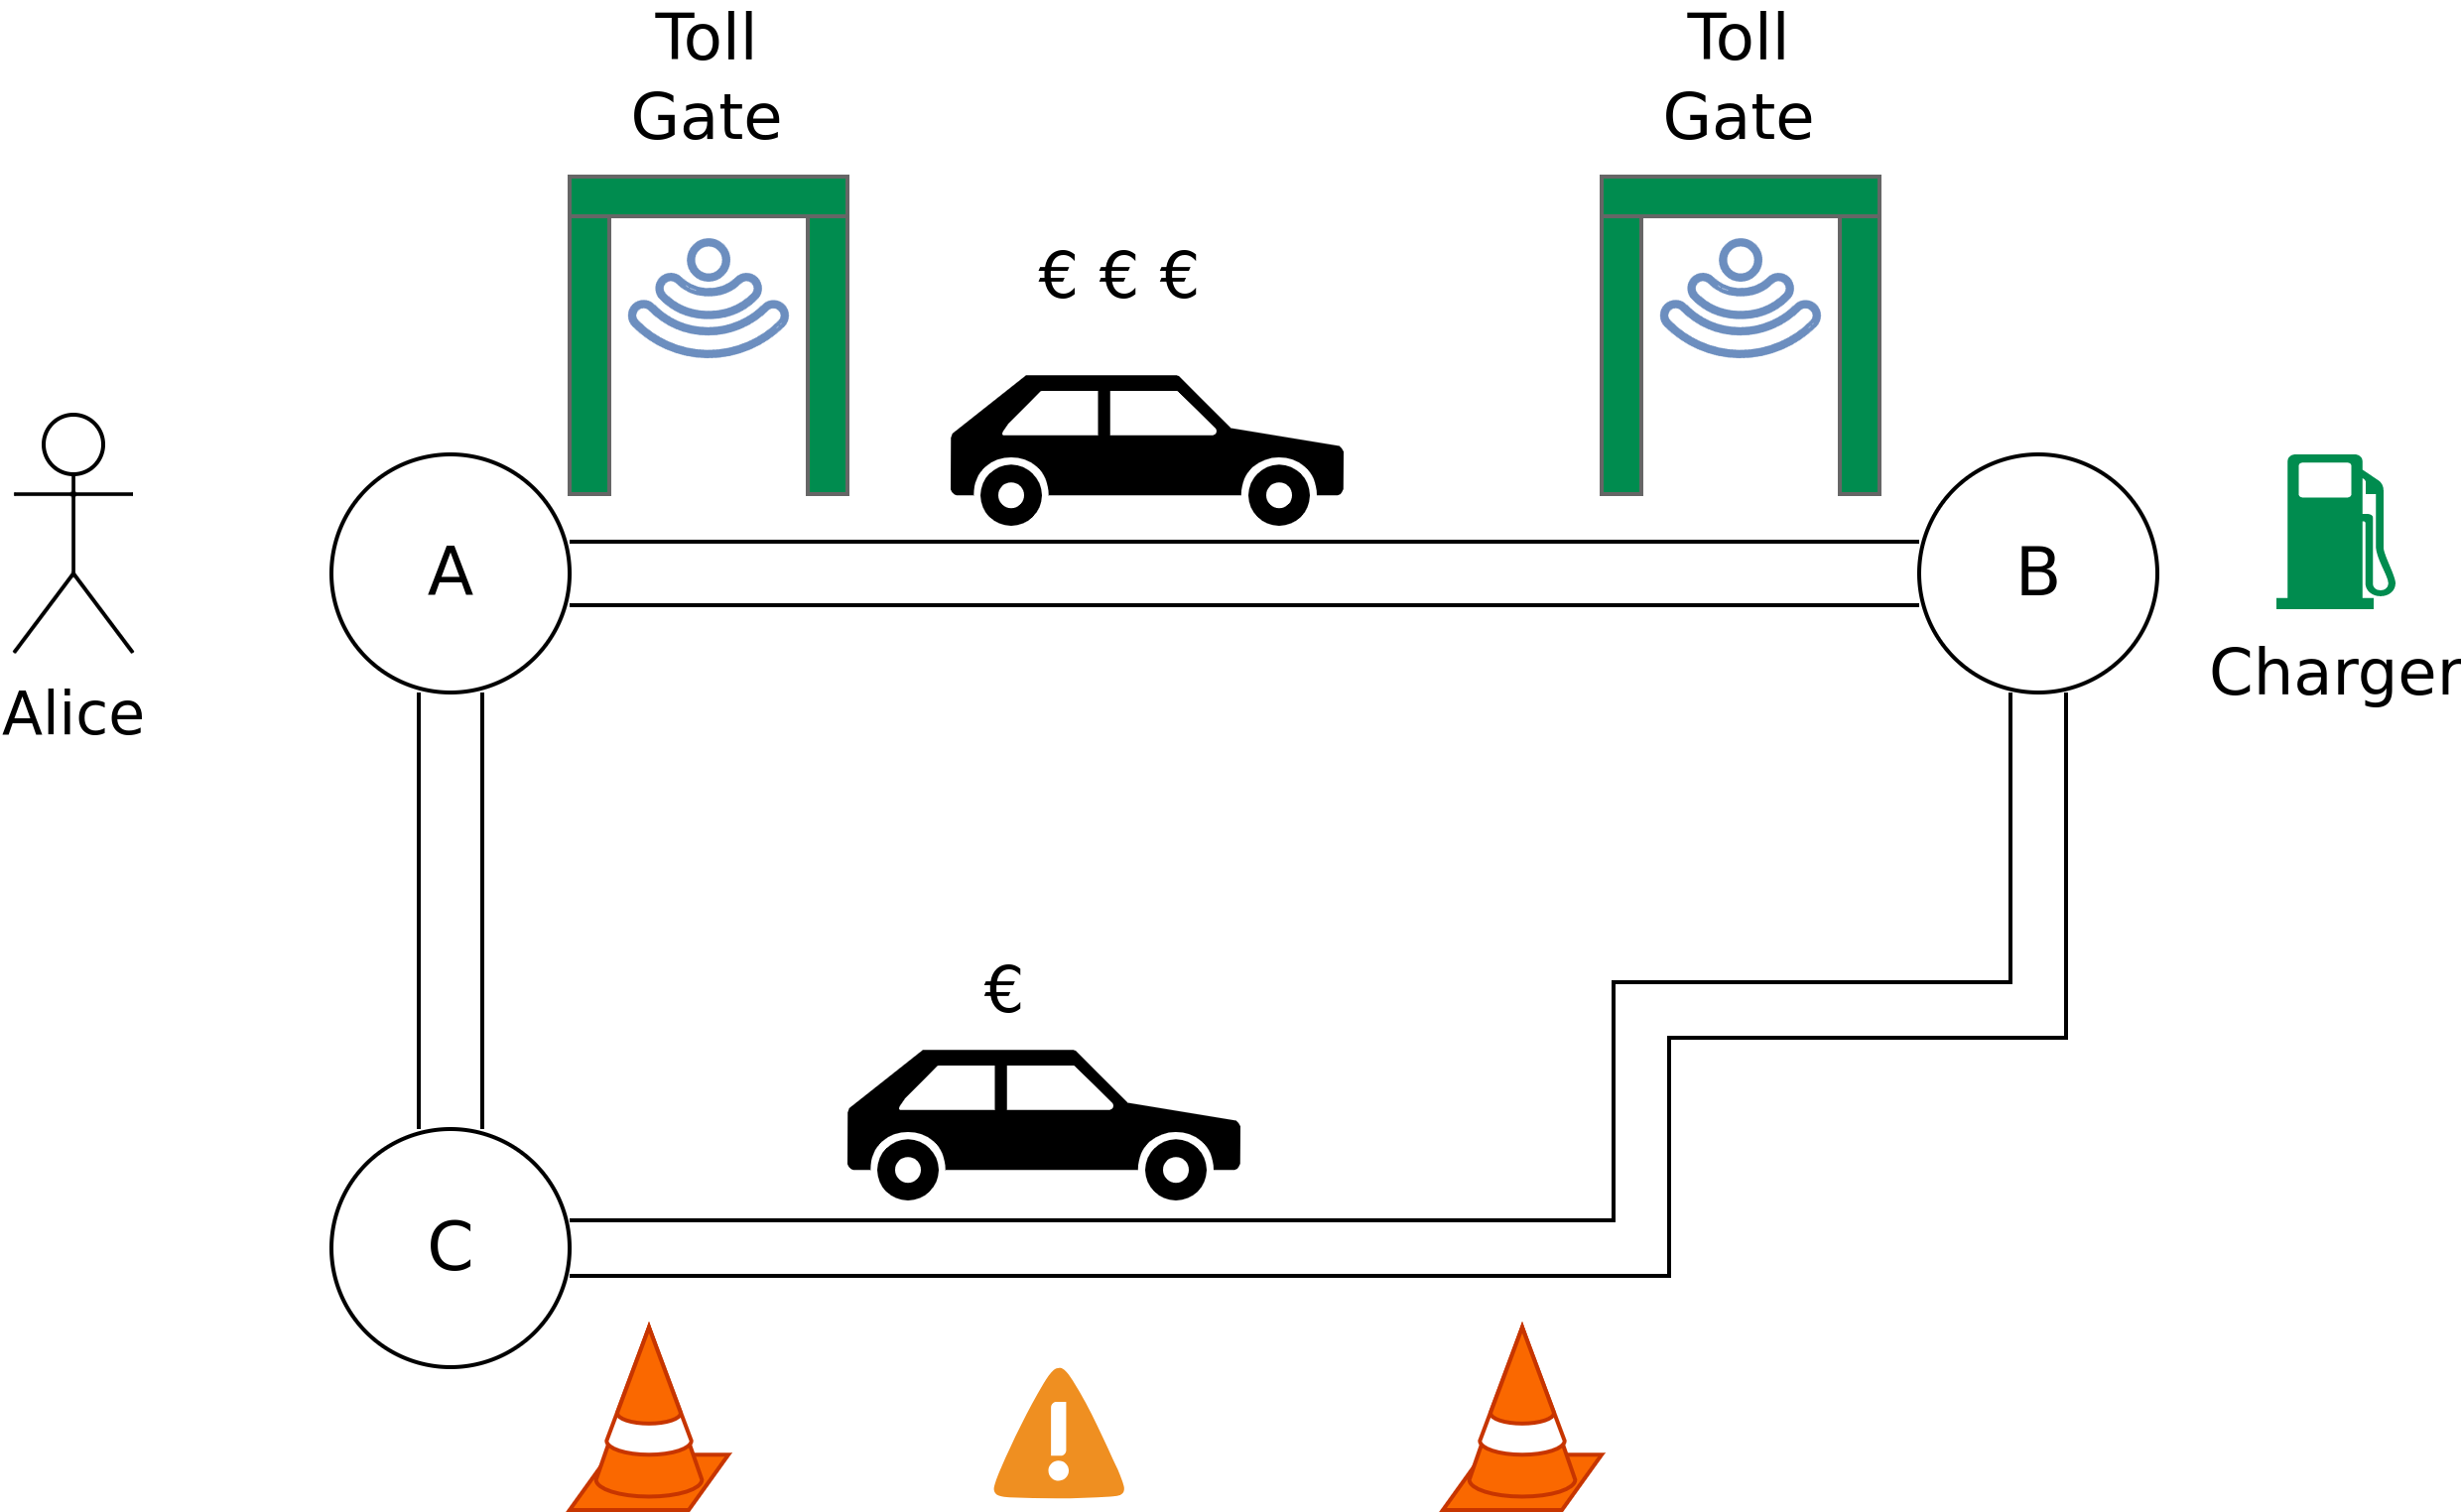 Toll
Gate
Toll
Gate
€ € €
A
B
Alice
Charger
€
C
!